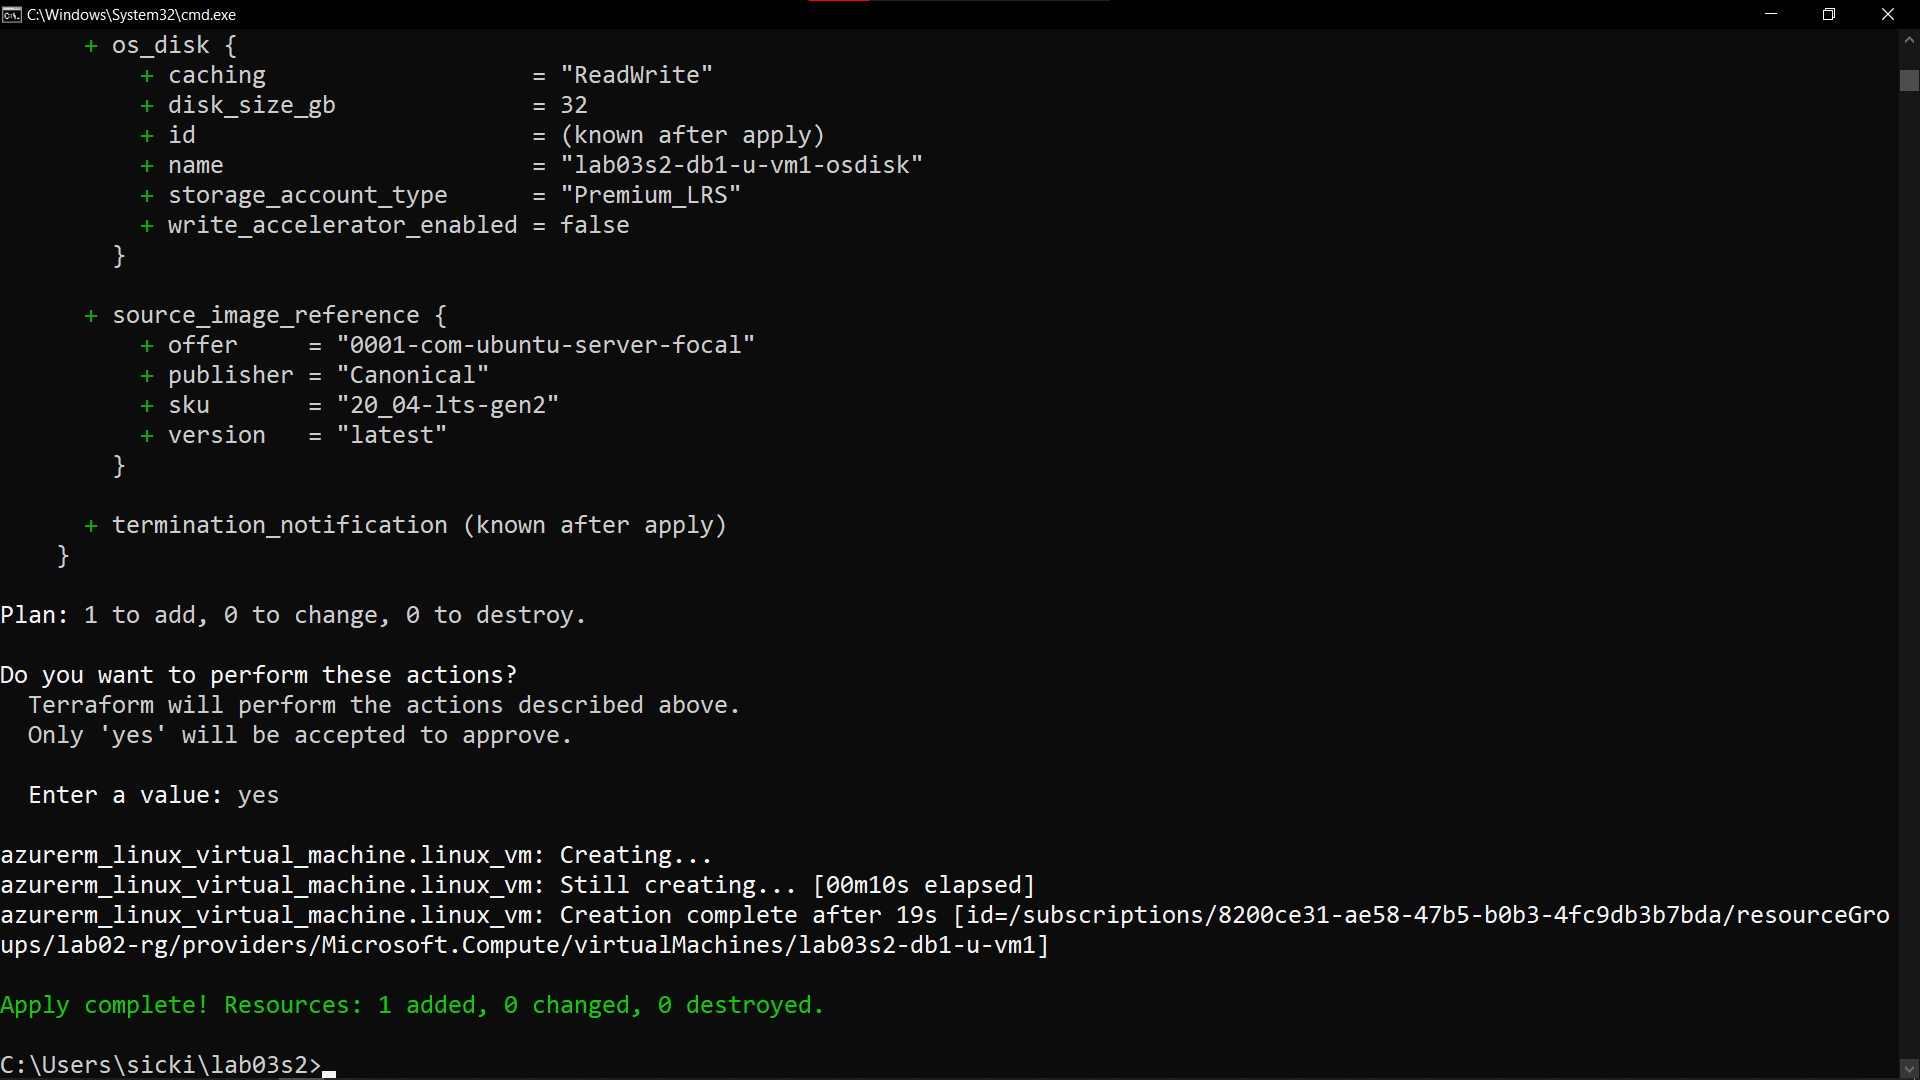 C:\Windows\System32\cmd.exe
      + os_disk {
          + caching                   = "ReadWrite"
          + disk_size_gb              = 32
          + id                        = (known after apply)
          + name                      = "lab03s2-db1-u-vm1-osdisk"
          + storage_account_type      = "Premium_LRS"
          + write_accelerator_enabled = false
        }
      + source_image_reference {
          + offer     = "0001-com-ubuntu-server-focal"
          + publisher = "Canonical"
          + sku       = "20_04-lts-gen2"
          + version   = "latest"
        }
      + termination_notification (known after apply)
    }
Plan: 1 to add, 0 to change, 0 to destroy.
Do you want to perform these actions?
  Terraform will perform the actions described above.
  Only 'yes' will be accepted to approve.
  Enter a value: yes
azurerm_linux_virtual_machine.linux_vm: Creating...
azurerm_linux_virtual_machine.linux_vm: Still creating... [00m10s elapsed]
azurerm_linux_virtual_machine.linux_vm: Creation complete after 19s [id=/subscriptions/8200ce31-ae58-47b5-b0b3-4fc9db3b7bda/resourceGro
ups/lab02-rg/providers/Microsoft.Compute/virtualMachines/lab03s2-db1-u-vm1]
Apply complete! Resources: 1 added, 0 changed, 0 destroyed.
C:\Users\sicki\lab03s2>